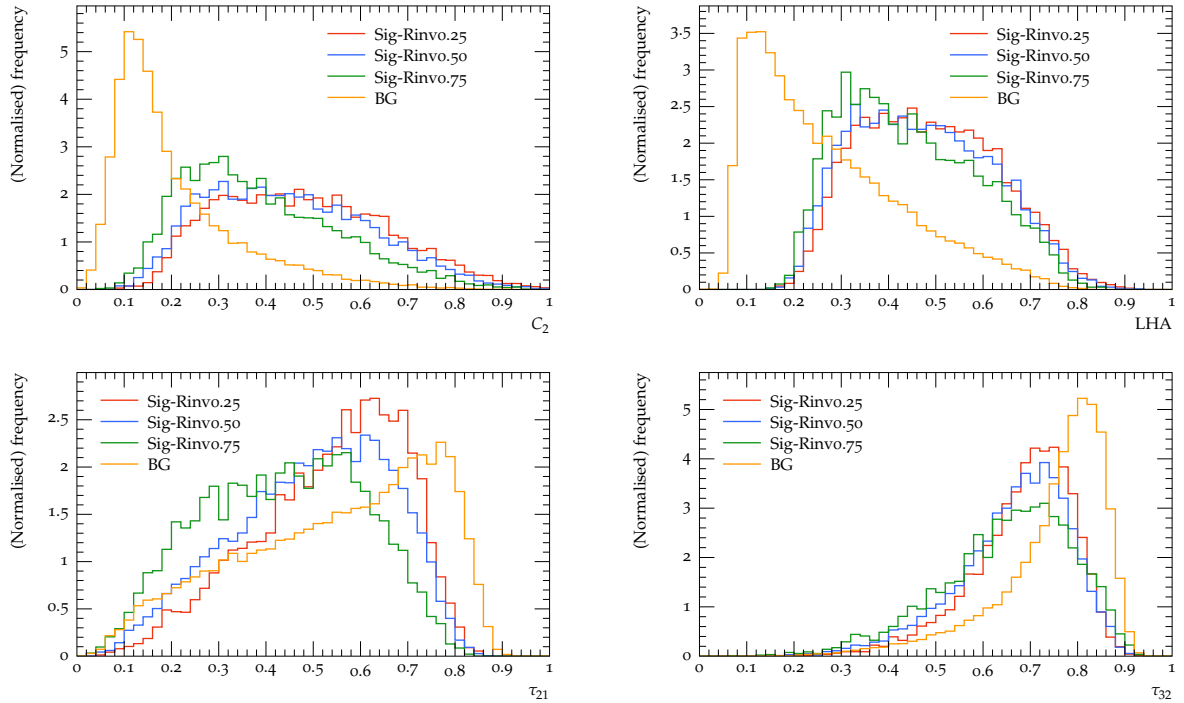 (Normalised) frequency
Sig-Rinv0.25
Sig-Rinv0.50
Sig-Rinv0.75
BG
5
4
3
2
1
0
0 0.1 0.2 0.3 0.4 0.5 0.6 0.7 0.8 0.9 1
C₂
(Normalised) frequency
Sig-Rinv0.25
Sig-Rinv0.50
Sig-Rinv0.75
BG
3.5
3
2.5
2
1.5
1
0.5
0
0 0.1 0.2 0.3 0.4 0.5 0.6 0.7 0.8 0.9 1
LHA
(Normalised) frequency
Sig-Rinv0.25
Sig-Rinv0.50
Sig-Rinv0.75
BG
2.5
2
1.5
1
0.5
0
0 0.1 0.2 0.3 0.4 0.5 0.6 0.7 0.8 0.9 1
τ₂₁
(Normalised) frequency
Sig-Rinv0.25
Sig-Rinv0.50
Sig-Rinv0.75
BG
5
4
3
2
1
0
0 0.1 0.2 0.3 0.4 0.5 0.6 0.7 0.8 0.9 1
τ₃₂